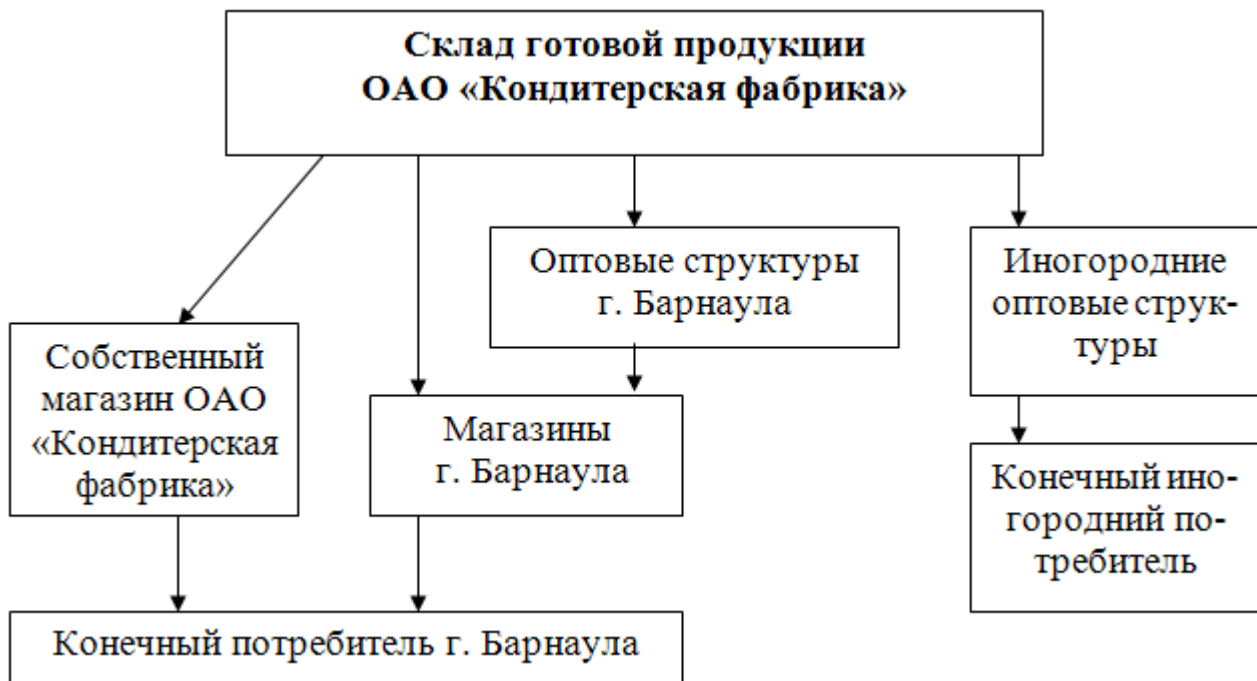 Склад готовой продукции
ОАО «Кондитерская фабрика»
Оптовые структуры
г. Барнаула
Иногородние
оптовые струк-
туры
Собственный
магазин ОАО
«Кондитерская
фабрика»
Магазины
г. Барнаула
Конечный ино-
городний по-
требитель
Конечный потребитель г. Барнаула